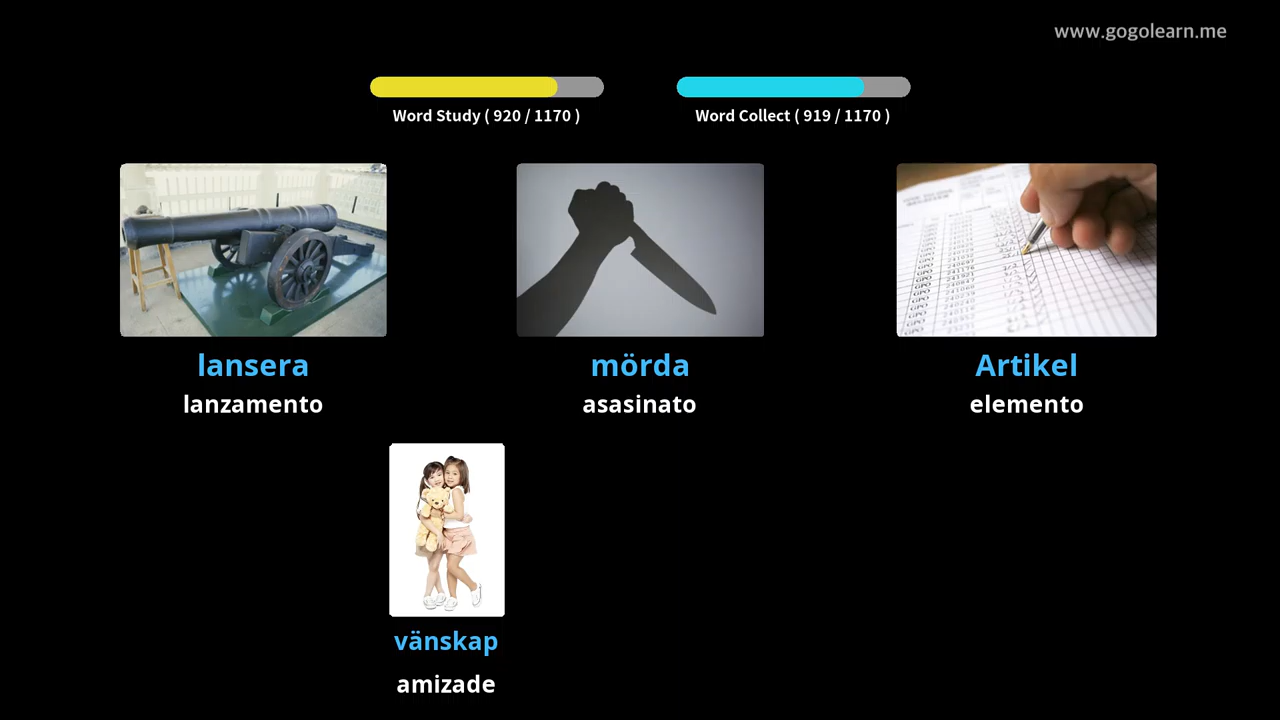 www.gogolearn.me
Word Study ( 920 / 1170 )
Word Collect ( 919 / 1170 )
lansera
mörda
Artikel
lanzamento
asasinato
elemento
vänskap
amizade